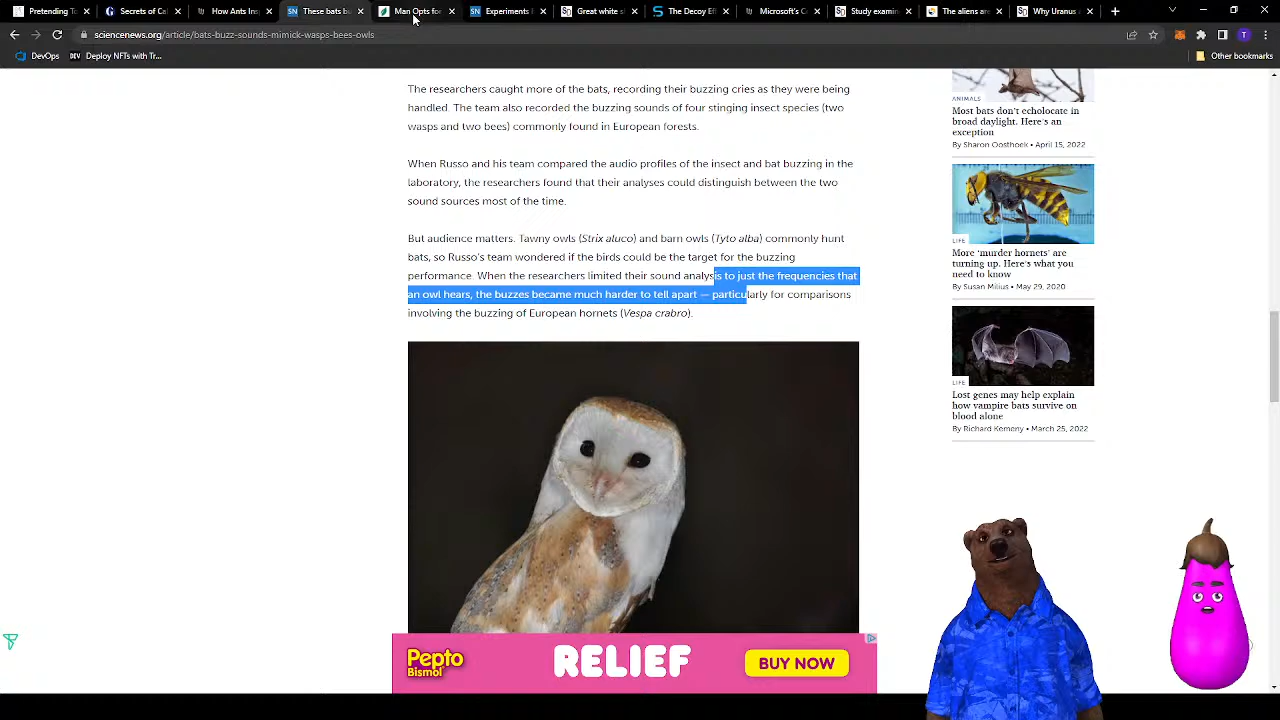 Pretending To
Secrets of Cal
How Ants Insp
These bats bu
Man Opts for
Experiments F
Great white sh
The Decoy Eff
Microsoft's Co
Study examin
The aliens are
Why Uranus a
sciencenews.org/article/bats-buzz-sounds-mimick-wasps-bees-owls
DevOps
Deploy NFTs with Tr...
Other bookmarks
The researchers caught more of the bats, recording their buzzing cries as they were being
handled. The team also recorded the buzzing sounds of four stinging insect species (two
wasps and two bees) commonly found in European forests.
When Russo and his team compared the audio profiles of the insect and bat buzzing in the
laboratory, the researchers found that their analyses could distinguish between the two
sound sources most of the time.
But audience matters. Tawny owls (Strix aluco) and barn owls (Tyto alba) commonly hunt
bats, so Russo's team wondered if the birds could be the target for the buzzing
performance. When the researchers limited their sound analysis to just the frequencies that
an owl hears, the buzzes became much harder to tell apart — particularly for comparisons
involving the buzzing of European hornets (Vespa crabro).
ANIMALS
Most bats don't echolocate in
broad daylight. Here's an
exception
By Sharon Oosthoek • April 15, 2022
LIFE
More 'murder hornets' are
turning up. Here's what you
need to know
By Susan Milius • May 29, 2020
LIFE
Lost genes may help explain
how vampire bats survive on
blood alone
By Richard Kemeny • March 25, 2022
Pepto
Bismol
RELIEF
BUY NOW